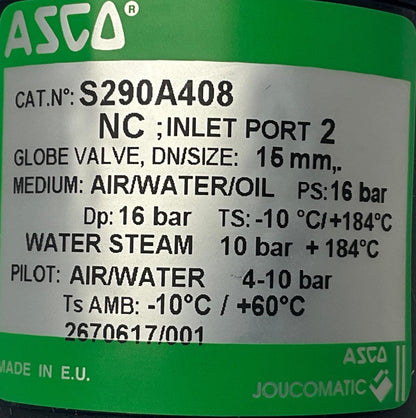 ASCO®
CAT.Nº: S290A408
NC ; INLET PORT 2
GLOBE VALVE, DN/SIZE: 15 mm,.
MEDIUM: AIR/WATER/OIL PS: 16 bar
Dp: 16 bar TS: -10 °C/+184°C
WATER STEAM 10 bar + 184°C
PILOT: AIR/WATER 4-10 bar
Ts AMB: -10°C / +60°C
2670617/001
MADE IN E.U.
ASCO
JOUCOMATIC